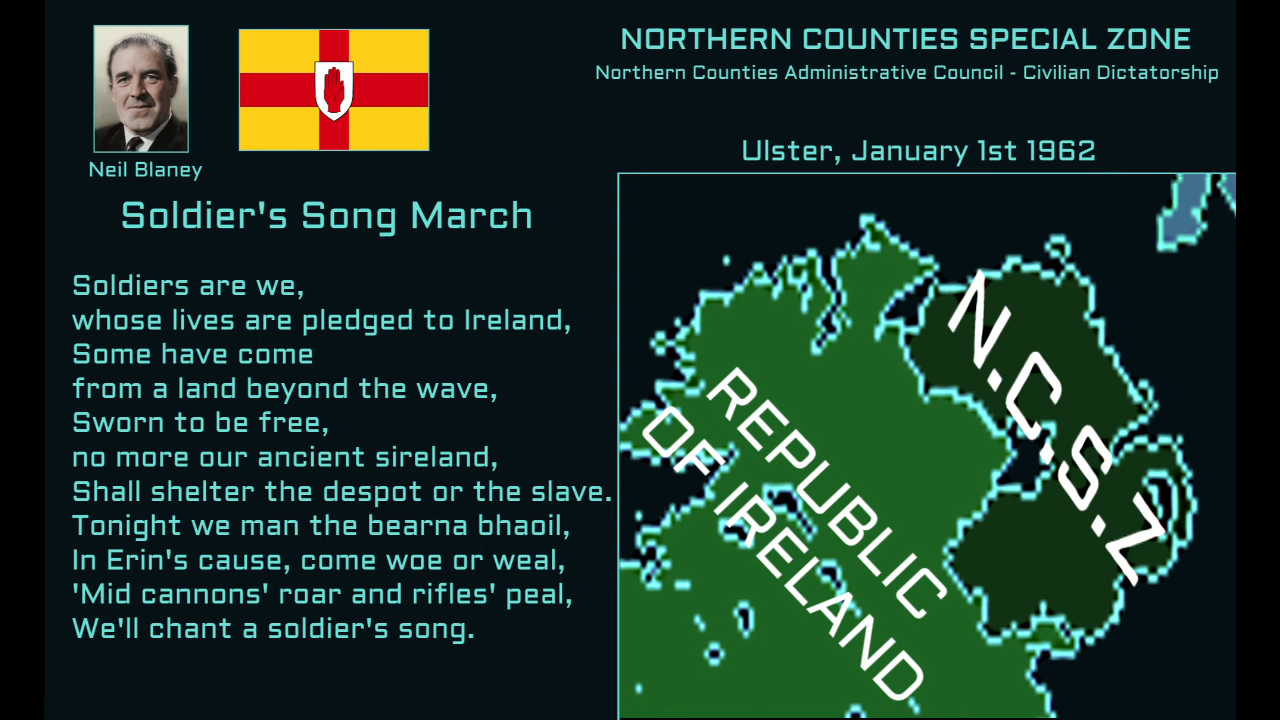 NORTHERN COUNTIES SPECIAL ZONE
Northern Counties Administrative Council - Civilian Dictatorship
Neil Blaney
Ulster, January 1st 1962
Soldier's Song March
Soldiers are we,
whose lives are pledged to Ireland,
Some have come
from a land beyond the wave,
Sworn to be free,
no more our ancient sireland,
Shall shelter the despot or the slave.
Tonight we man the bearna bhaoil,
In Erin's cause, come woe or weal,
'Mid cannons' roar and rifles' peal,
We'll chant a soldier's song.
N.C.S.Z
REPUBLIC
OF IRELAND